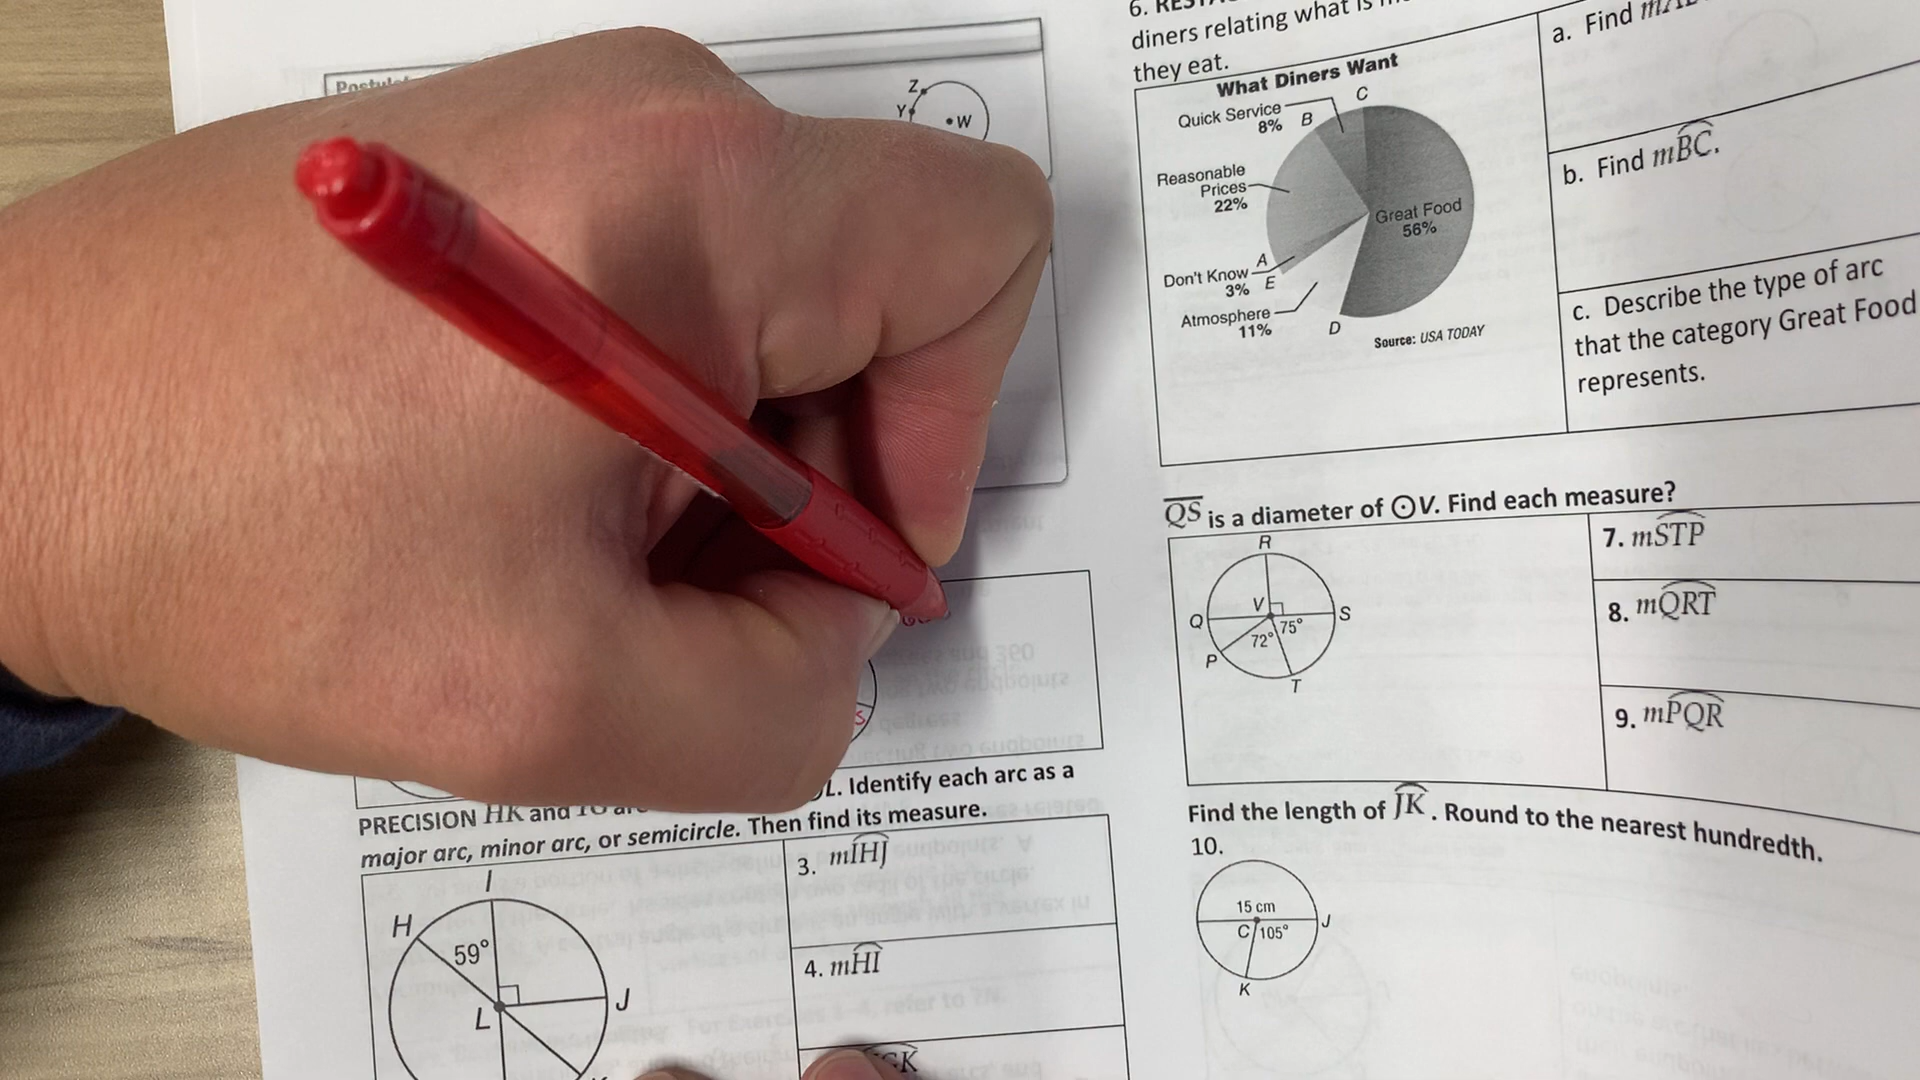 Z
Y
W
S
L. Identify each arc as a
PRECISION HK and
major arc, minor arc, or semicircle. Then find its measure.
I
H
59°
L
J
3. mIHJ
4. mHI
GK
6.
diners relating what is
they eat.
What Diners Want
Quick Service
8%
B
C
Reasonable
Prices
22%
Great Food
56%
Don't Know
3%
A
E
Atmosphere
11%
D
Source: USA TODAY
a. Find
b. Find mBC.
c. Describe the type of arc
that the category Great Food
represents.
QS is a diameter of ⊙V. Find each measure?
R
V
Q
S
75°
72°
P
T
7. mSTP
8. mQRT
9. mPQR
Find the length of JK. Round to the nearest hundredth.
10.
15 cm
J
C
105°
K